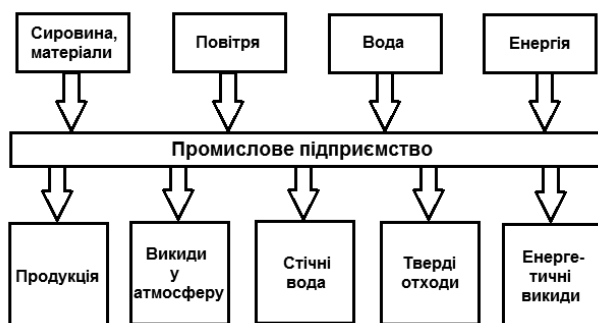 Сировина,
матеріали
Повітря
Вода
Енергія
Промислове підприємство
Продукція
Викиди
у
атмосферу
Стічні
вода
Тверді
отходи
Енерге-
тичні
викиди